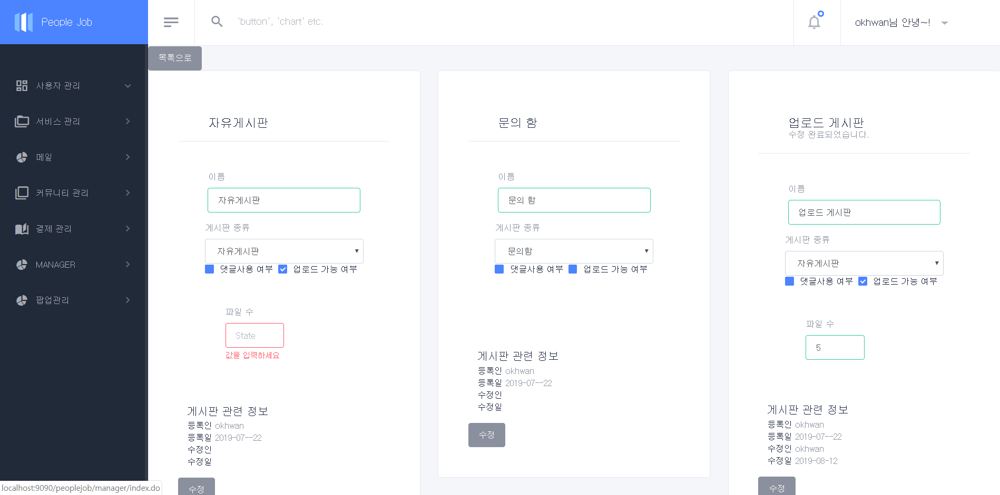 People Job
'button', 'chart' etc.
okhwan님 안녕~!
사용자 관리
서비스 관리
메일
커뮤니티 관리
결제 관리
MANAGER
팝업관리
목록으로
자유게시판
이름
자유게시판
게시판 종류
자유게시판
댓글사용 여부 업로드 가능 여부
파일 수
State
값을 입력하세요
게시판 관련 정보
등록인 okhwan
등록일 2019-07--22
수정인
수정일
수정
문의 함
이름
문의 함
게시판 종류
문의함
댓글사용 여부 업로드 가능 여부
게시판 관련 정보
등록인 okhwan
등록일 2019-07--22
수정인
수정일
수정
업로드 게시판
수정 완료되었습니다.
이름
업로드 게시판
게시판 종류
자유게시판
댓글사용 여부 업로드 가능 여부
파일 수
5
게시판 관련 정보
등록인 okhwan
등록일 2019-07--22
수정인 okhwan
수정일 2019-08-12
수정
localhost:9090/peoplejob/manager/index.do